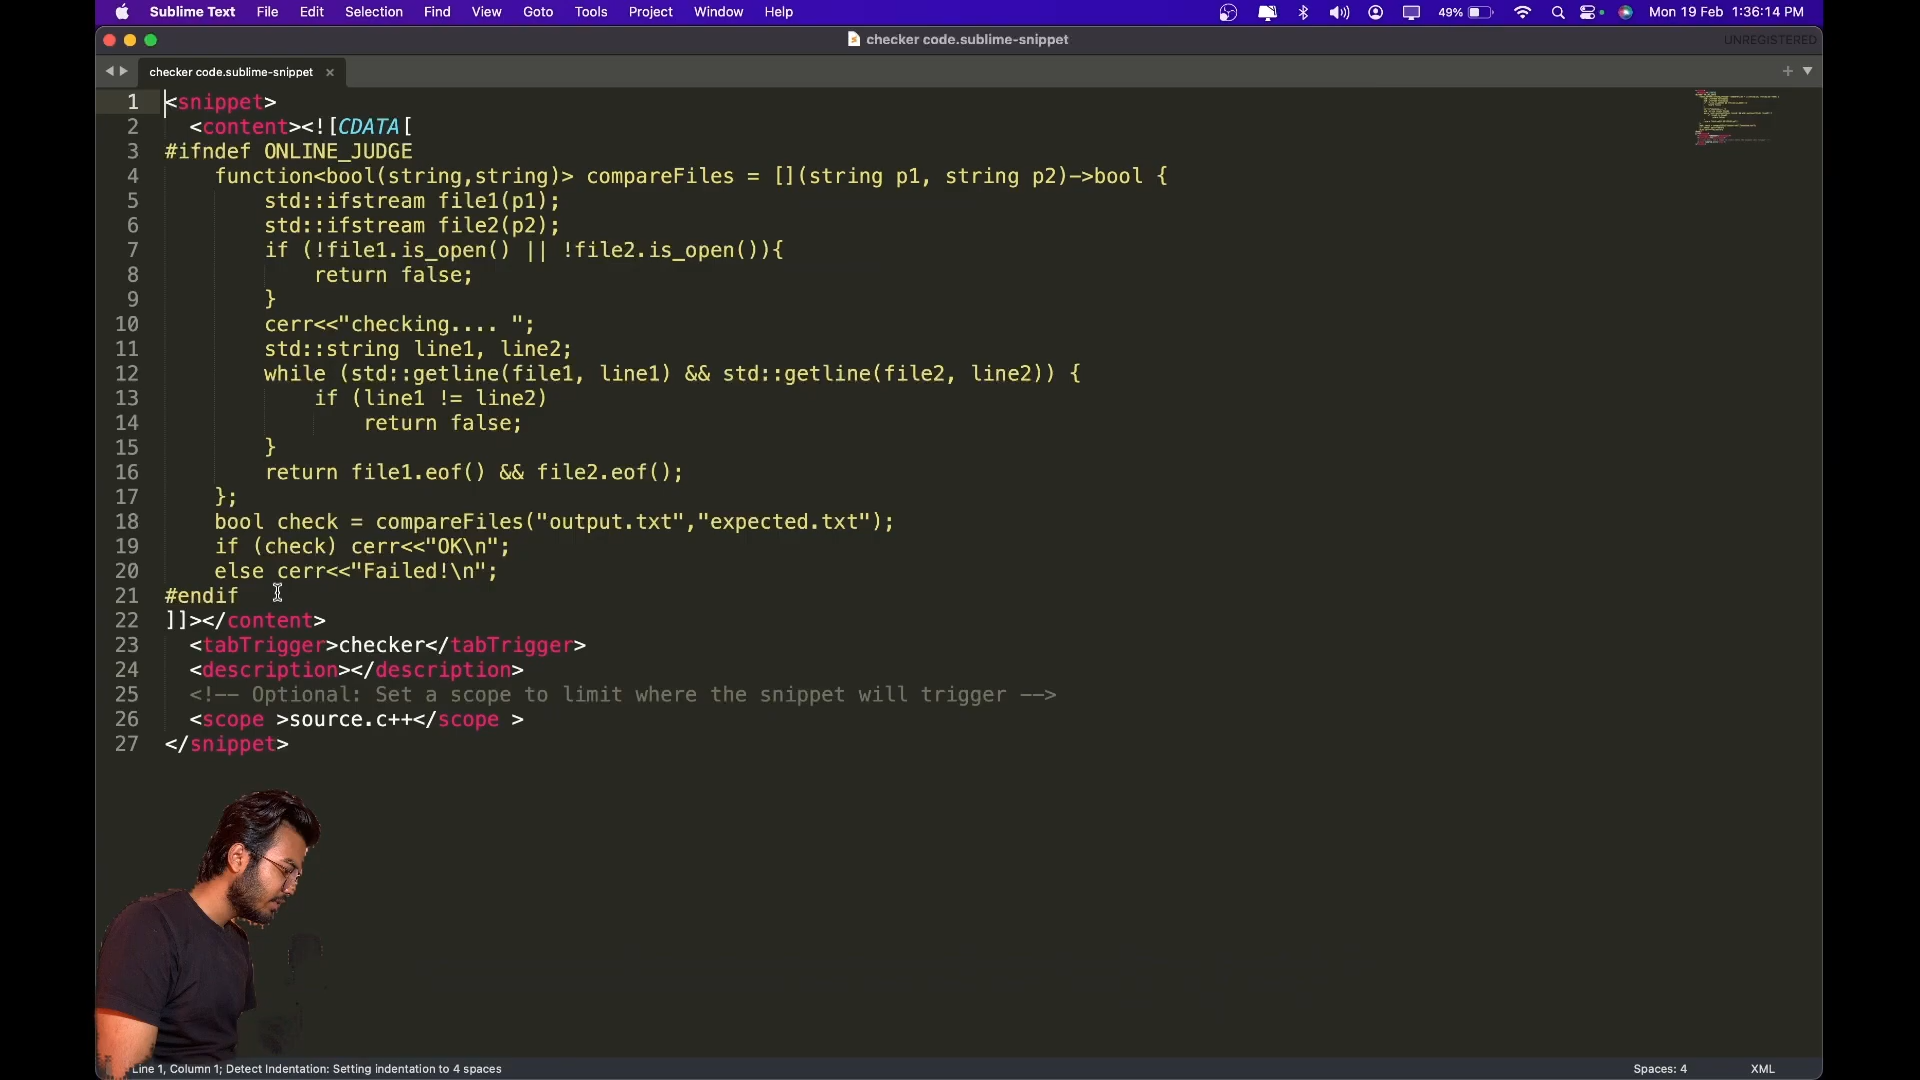 Sublime Text File Edit Selection Find View Goto Tools Project Window Help 49% Mon 19 Feb 1:36:14 PM
checker code.sublime-snippet UNREGISTERED
checker code.sublime-snippet
1 <snippet>
2 <content><![CDATA[
3 #ifndef ONLINE_JUDGE
4 function<bool(string,string)> compareFiles = [](string p1, string p2)->bool {
5 std::ifstream file1(p1);
6 std::ifstream file2(p2);
7 if (!file1.is_open() || !file2.is_open()){
8 return false;
9 }
10 cerr<<"checking.... ";
11 std::string line1, line2;
12 while (std::getline(file1, line1) && std::getline(file2, line2)) {
13 if (line1 != line2)
14 return false;
15 }
16 return file1.eof() && file2.eof();
17 };
18 bool check = compareFiles("output.txt","expected.txt");
19 if (check) cerr<<"OK\n";
20 else cerr<<"Failed!\n";
21 #endif
22 ]]></content>
23 <tabTrigger>checker</tabTrigger>
24 <description></description>
25 <!-- Optional: Set a scope to limit where the snippet will trigger -->
26 <scope >source.c++</scope >
27 </snippet>
Line 1, Column 1; Detect Indentation: Setting indentation to 4 spaces Spaces: 4 XML